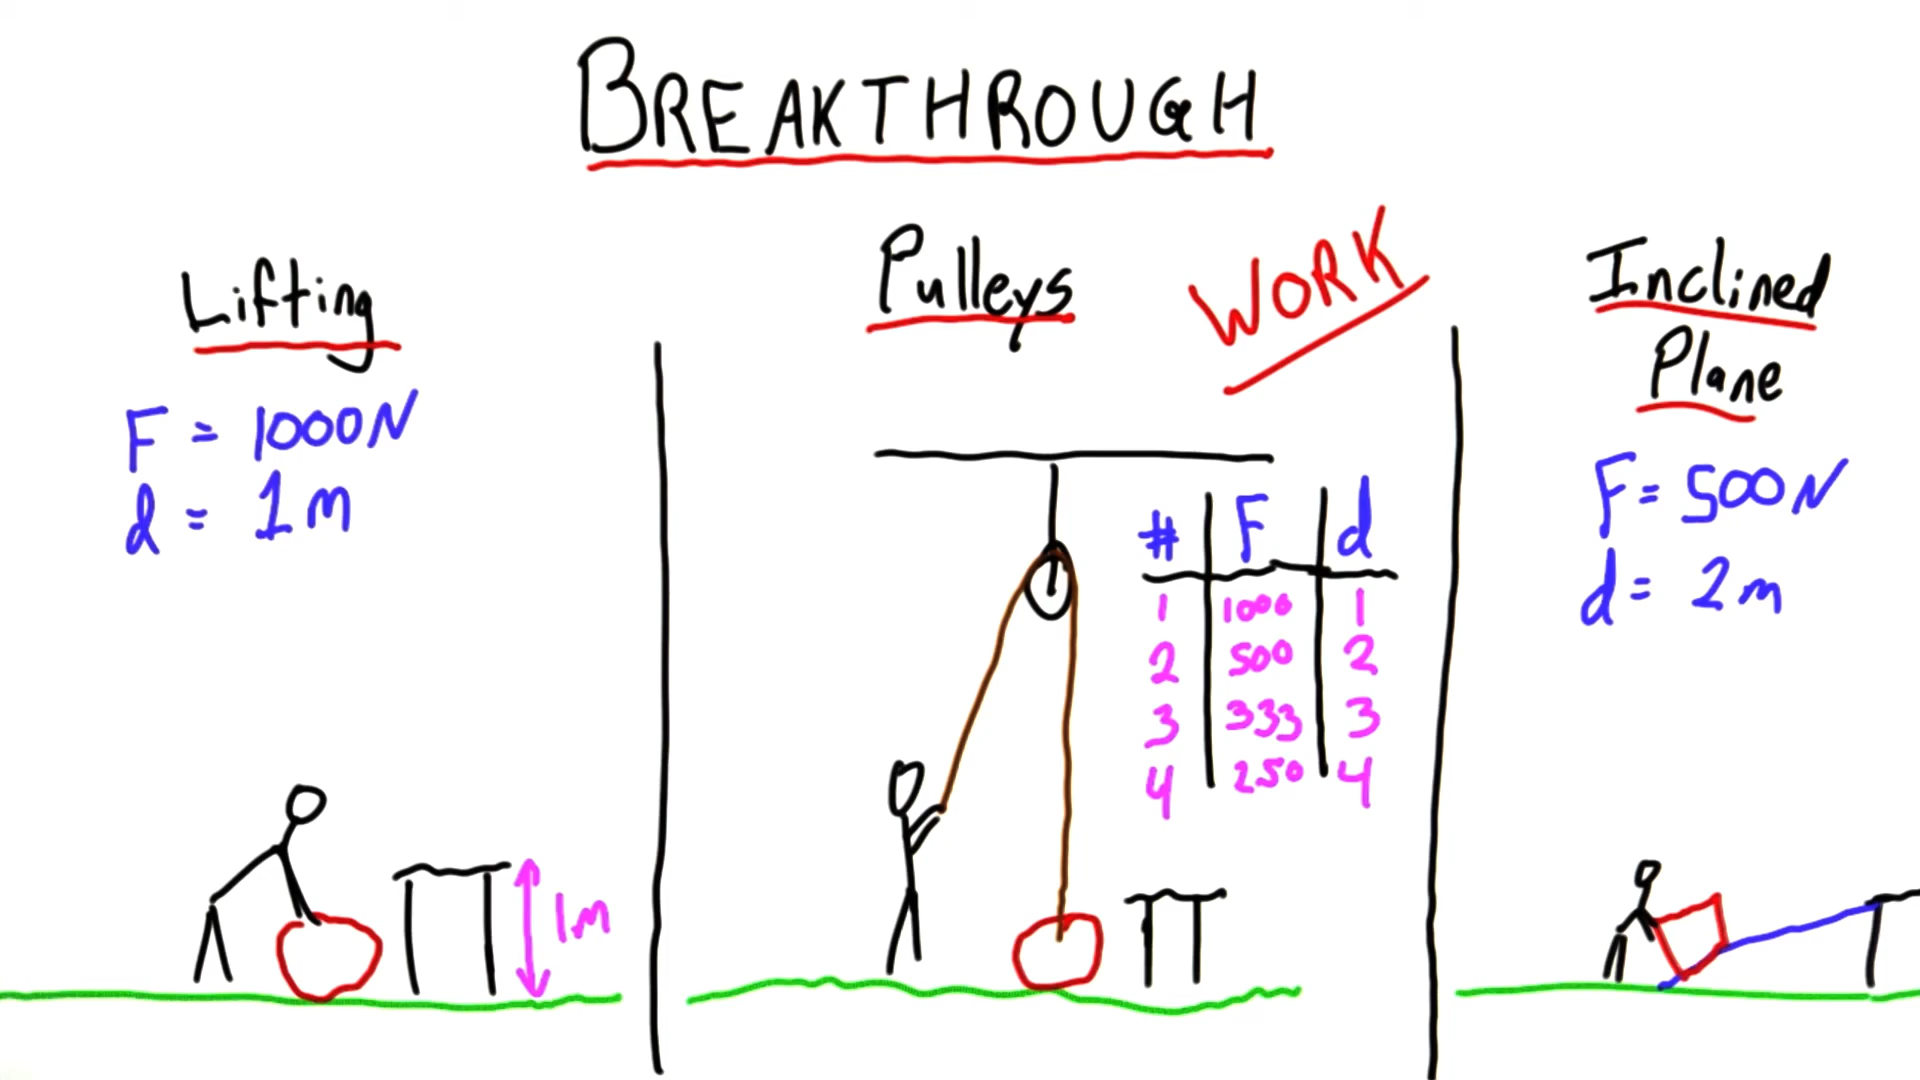 BREAKTHROUGH
Lifting
F = 1000N
d = 1m
1m
Pulleys
WORK
# F d
1 1000 1
2 500 2
3 333 3
4 250 4
Inclined
Plane
F = 500N
d = 2m